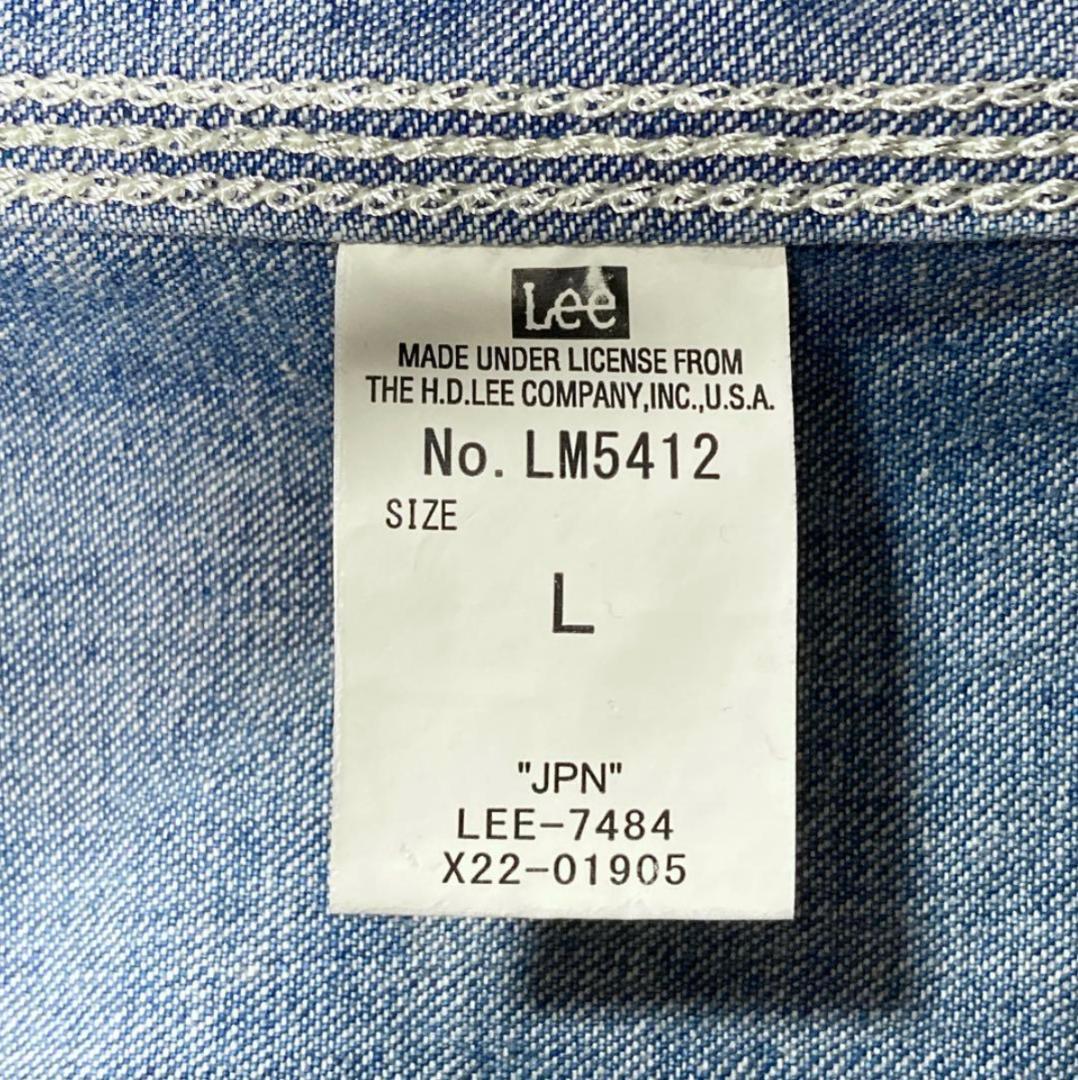 Lee
MADE UNDER LICENSE FROM
THE H.D.LEE COMPANY,INC.,U.S.A.
No. LM5412
SIZE
L
"JPN"
LEE-7484
X22-01905